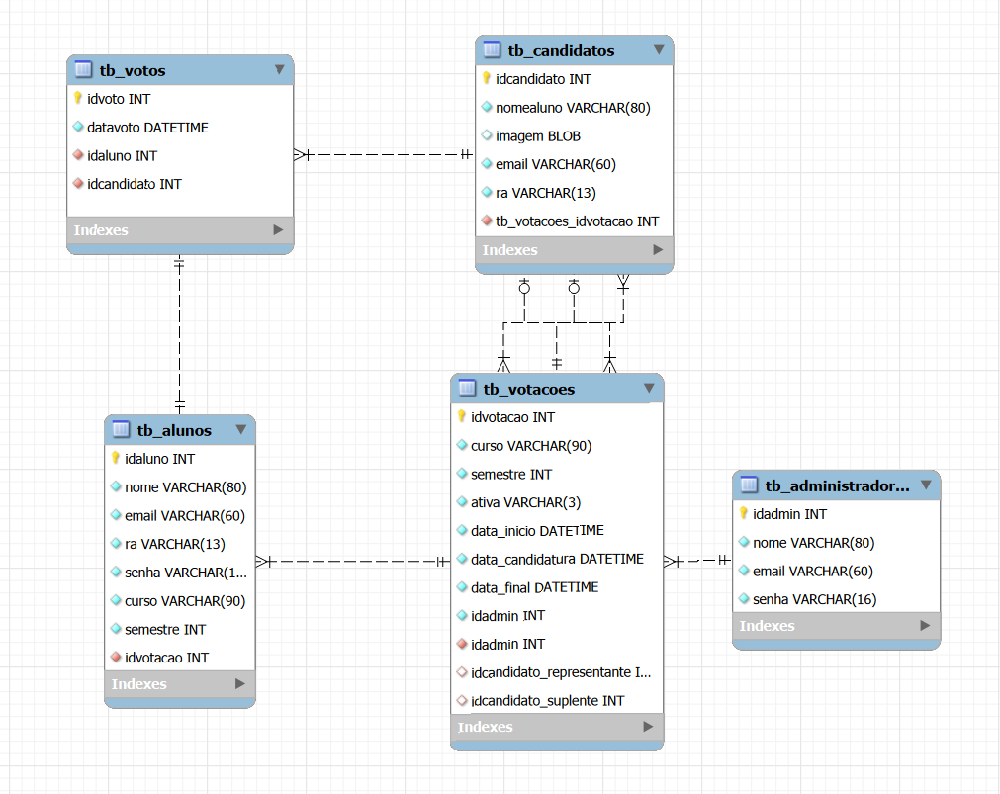 tb_votos
idvoto INT
datavoto DATETIME
idaluno INT
idcandidato INT
Indexes
tb_candidatos
idcandidato INT
nomealuno VARCHAR(80)
imagem BLOB
email VARCHAR(60)
ra VARCHAR(13)
tb_votacoes_idvotacao INT
Indexes
tb_alunos
idaluno INT
nome VARCHAR(80)
email VARCHAR(60)
ra VARCHAR(13)
senha VARCHAR(1...
curso VARCHAR(90)
semestre INT
idvotacao INT
Indexes
tb_votacoes
idvotacao INT
curso VARCHAR(90)
semestre INT
ativa VARCHAR(3)
data_inicio DATETIME
data_candidatura DATETIME
data_final DATETIME
idadmin INT
idadmin INT
idcandidato_representante I...
idcandidato_suplente INT
Indexes
tb_administrador...
idadmin INT
nome VARCHAR(80)
email VARCHAR(60)
senha VARCHAR(16)
Indexes